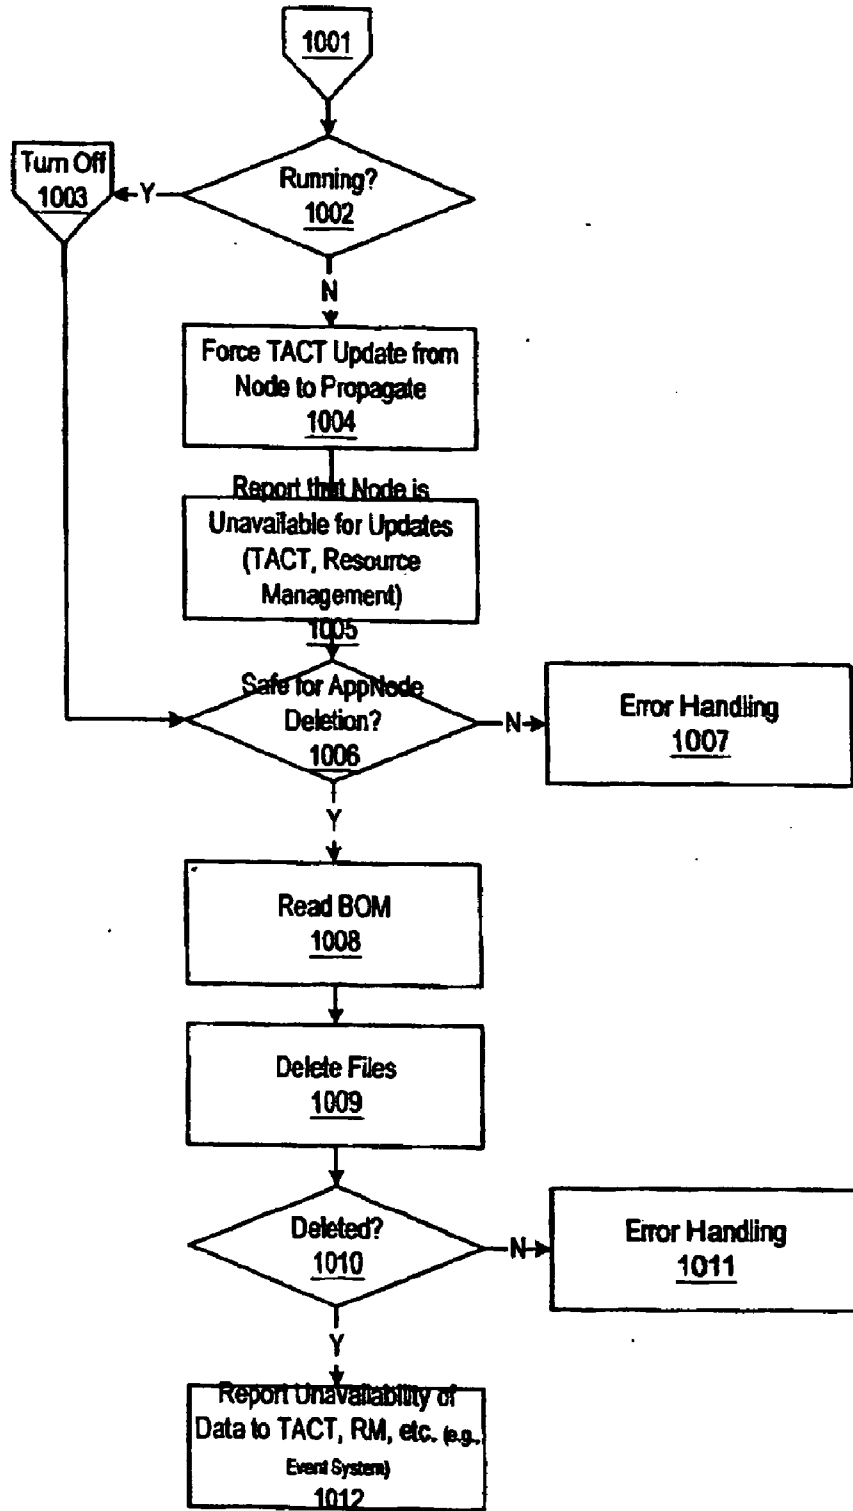 1001
Turn Off
1003
Y
Running?
1002
N
Force TACT Update from
Node to Propagate
1004
Report that Node is
Unavailable for Updates
(TACT, Resource
Management)
1005
Safe for AppNode
Deletion?
1006
N
Error Handling
1007
Y
Read BOM
1008
Delete Files
1009
Deleted?
1010
N
Error Handling
1011
Y
Report Unavailability of
Data to TACT, RM, etc. (e.g.,
Event System)
1012